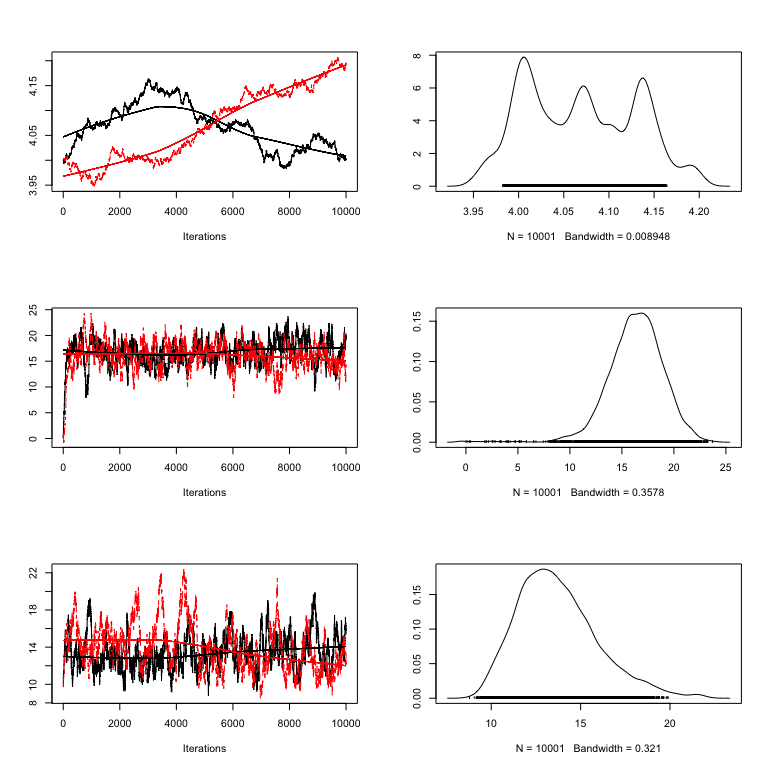 3.95 4.05 4.15
0 2000 4000 6000 8000 10000
Iterations
0 2 4 6 8
3.95 4.00 4.05 4.10 4.15 4.20
N = 10001 Bandwidth = 0.008948
0 5 10 15 20 25
0 2000 4000 6000 8000 10000
Iterations
0.00 0.05 0.10 0.15
0 5 10 15 20 25
N = 10001 Bandwidth = 0.3578
8 10 14 18 22
0 2000 4000 6000 8000 10000
Iterations
0.00 0.05 0.10 0.15
10 15 20
N = 10001 Bandwidth = 0.321